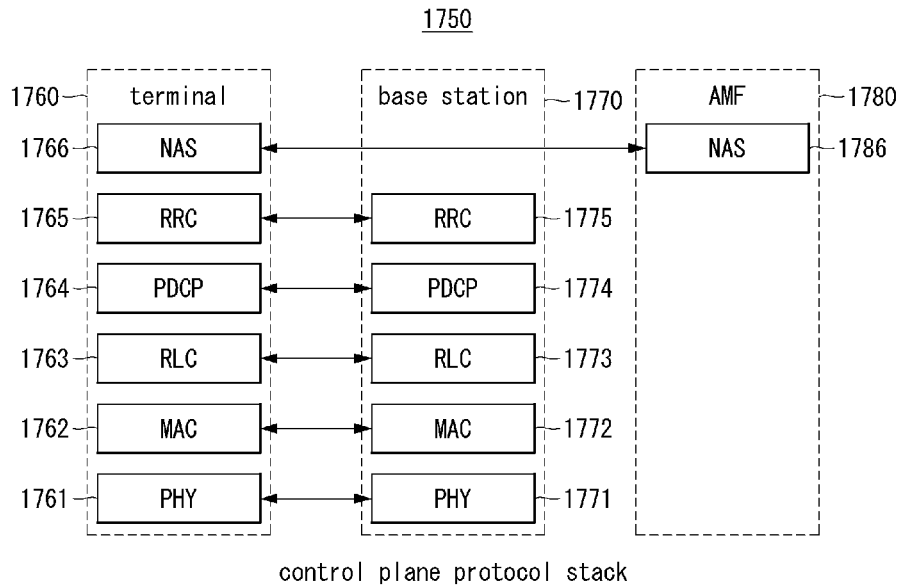 1750
1760 terminal base station 1770 AMF 1780
1766 NAS NAS 1786
1765 RRC RRC 1775
1764 PDCP PDCP 1774
1763 RLC RLC 1773
1762 MAC MAC 1772
1761 PHY PHY 1771
control plane protocol stack